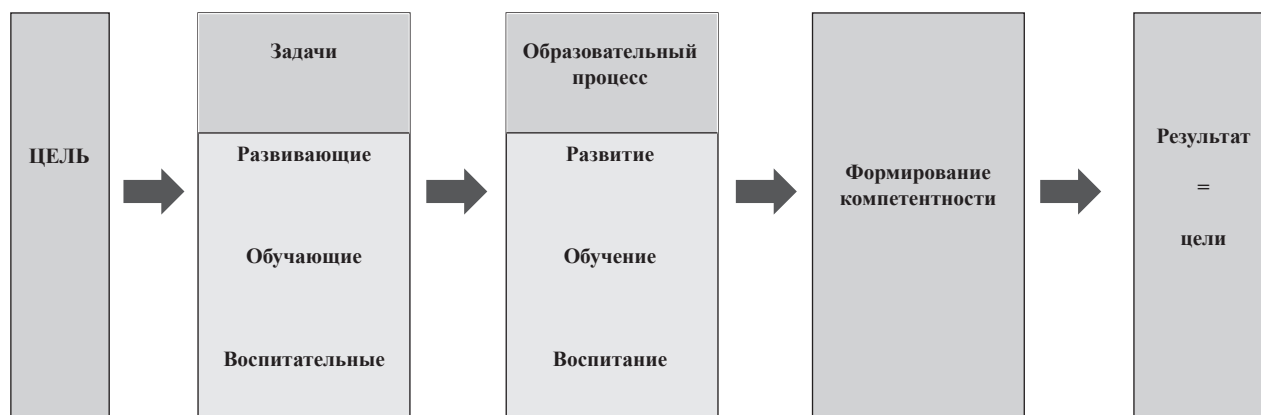 ЦЕЛЬ
Задачи
Развивающие
Обучающие
Воспитательные
Образовательный
процесс
Развитие
Обучение
Воспитание
Формирование
компетентности
Результат
=
цели